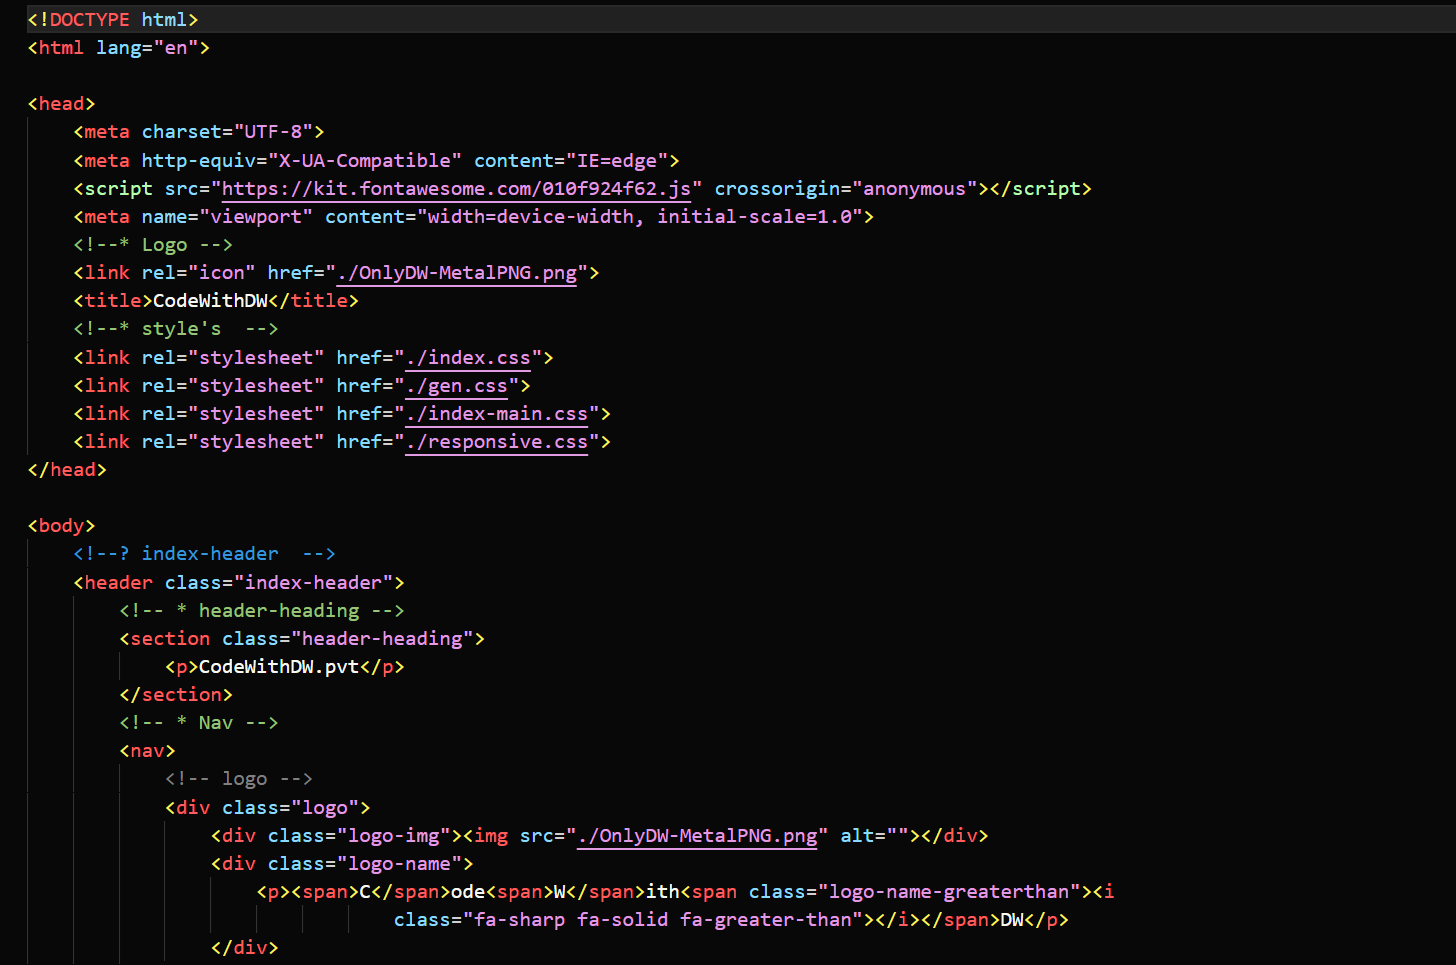 <!DOCTYPE html>
<html lang="en">
<head>
<meta charset="UTF-8">
<meta http-equiv="X-UA-Compatible" content="IE=edge">
<script src="https://kit.fontawesome.com/010f924f62.js" crossorigin="anonymous"></script>
<meta name="viewport" content="width=device-width, initial-scale=1.0">
<!--* Logo -->
<link rel="icon" href="./OnlyDW-MetalPNG.png">
<title>CodeWithDW</title>
<!--* style's  -->
<link rel="stylesheet" href="./index.css">
<link rel="stylesheet" href="./gen.css">
<link rel="stylesheet" href="./index-main.css">
<link rel="stylesheet" href="./responsive.css">
</head>
<body>
<!--? index-header  -->
<header class="index-header">
<!-- * header-heading -->
<section class="header-heading">
<p>CodeWithDW.pvt</p>
</section>
<!-- * Nav -->
<nav>
<!-- logo -->
<div class="logo">
<div class="logo-img"><img src="./OnlyDW-MetalPNG.png" alt=""></div>
<div class="logo-name">
<p><span>C</span>ode<span>W</span>ith<span class="logo-name-greaterthan"><i
class="fa-sharp fa-solid fa-greater-than"></i></span>DW</p>
</div>